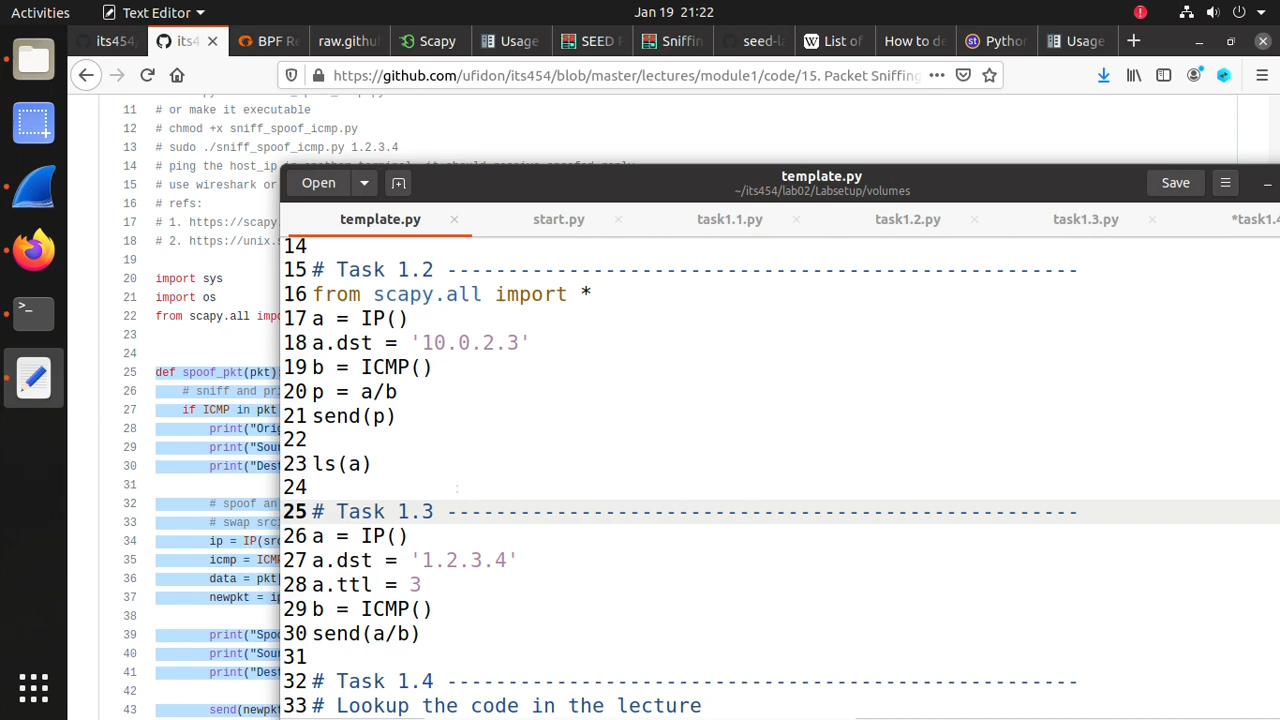 Activities
Text Editor
Jan 19 21:22
its454
its4
BPF Re
raw.githu
Scapy
Usage
SEED
Sniffin
seed-la
List of
How to de
Python
Usage
https://github.com/ufidon/its454/blob/master/lectures/module1/code/15. Packet Sniffing
11 # or make it executable
12 # chmod +x sniff_spoof_icmp.py
13 # sudo ./sniff_spoof_icmp.py 1.2.3.4
14
15 # use wireshark or
16 # refs:
17 # 1. https://scapy
18 # 2. https://unix.s
19
20 import sys
21 import os
22 from scapy.all impo
23
24
25 def spoof_pkt(pkt)
26 # sniff and pri
27 if ICMP in pkt
28 print("Orig
29 print("Sour
30 print("Dest
31
32 # spoof an
33 # swap src
34 ip = IP(src
35 icmp = ICMP
36 data = pkt[
37 newpkt = ip
38
39 print("Spoo
40 print("Sour
41 print("Dest
42
43 send(newpkt
Open
template.py
~/its454/lab02/Labsetup/volumes
Save
template.py
start.py
task1.1.py
task1.2.py
task1.3.py
*task1.4
14
15 # Task 1.2 ----------------------------------------------------
16 from scapy.all import *
17 a = IP()
18 a.dst = '10.0.2.3'
19 b = ICMP()
20 p = a/b
21 send(p)
22
23 ls(a)
24
25 # Task 1.3 ----------------------------------------------------
26 a = IP()
27 a.dst = '1.2.3.4'
28 a.ttl = 3
29 b = ICMP()
30 send(a/b)
31
32 # Task 1.4 ----------------------------------------------------
33 # Lookup the code in the lecture